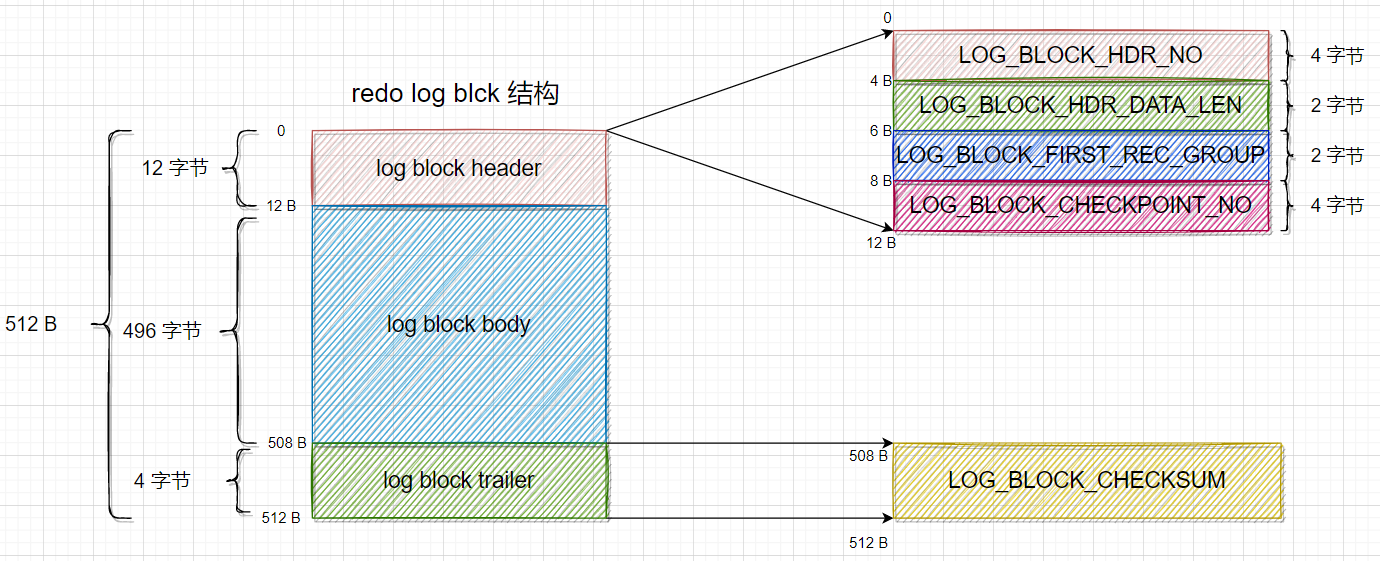 redo log blck 结构
512 B
12 字节
496 字节
4 字节
0
12 B
508 B
512 B
log block header
log block body
log block trailer
0
4 B
6 B
8 B
12 B
LOG_BLOCK_HDR_NO
LOG_BLOCK_HDR_DATA_LEN
LOG_BLOCK_FIRST_REC_GROUP
LOG_BLOCK_CHECKPOINT_NO
4 字节
2 字节
2 字节
4 字节
508 B
LOG_BLOCK_CHECKSUM
512 B